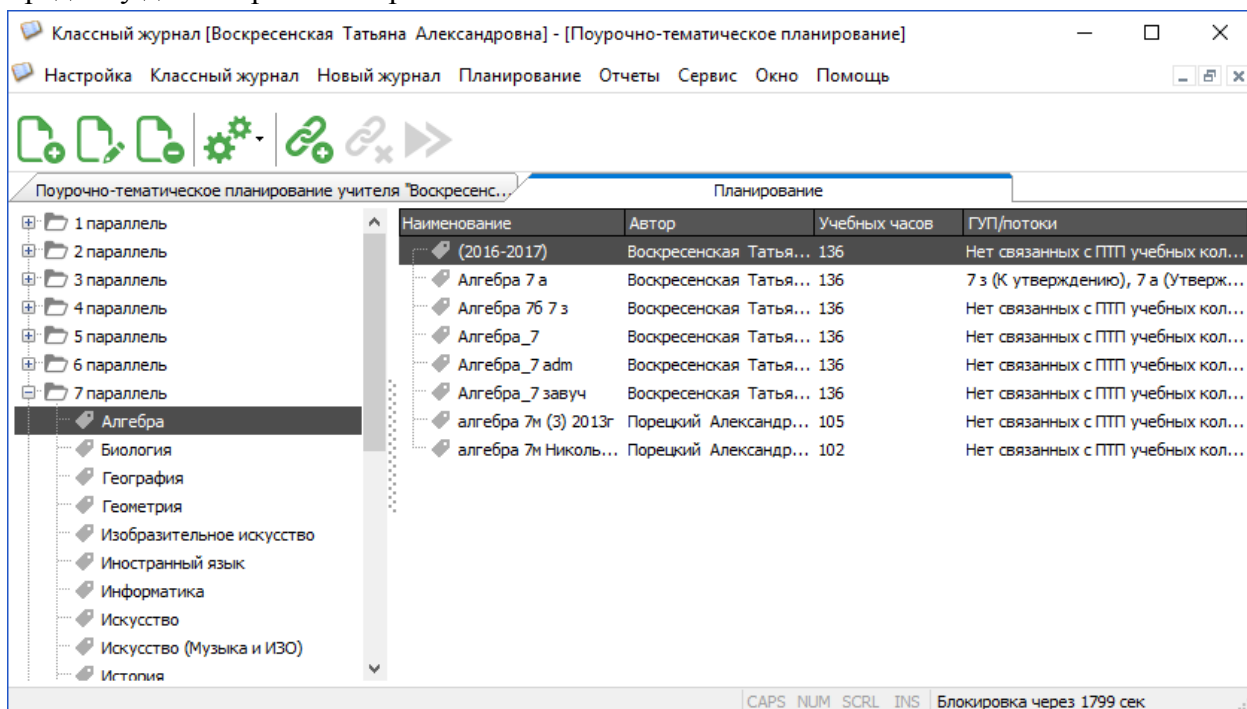 Классный журнал [Воскресенская Татьяна Александровна] - [Поурочно-тематическое планирование]
Настройка Классный журнал Новый журнал Планирование Отчеты Сервис Окно Помощь
Поурочно-тематическое планирование учителя "Воскресенс... Планирование
1 параллель
2 параллель
3 параллель
4 параллель
5 параллель
6 параллель
7 параллель
Алгебра
Биология
География
Геометрия
Изобразительное искусство
Иностранный язык
Информатика
Искусство
Искусство (Музыка и ИЗО)
История
Наименование Автор Учебных часов ГУП/потоки
(2016-2017) Воскресенская Татья... 136 Нет связанных с ПТП учебных кол...
Алгебра 7 а Воскресенская Татья... 136 7 з (К утверждению), 7 а (Утверж...
Алгебра 7б 7 з Воскресенская Татья... 136 Нет связанных с ПТП учебных кол...
Алгебра_7 Воскресенская Татья... 136 Нет связанных с ПТП учебных кол...
Алгебра_7 adm Воскресенская Татья... 136 Нет связанных с ПТП учебных кол...
Алгебра_7 завуч Воскресенская Татья... 136 Нет связанных с ПТП учебных кол...
алгебра 7м (3) 2013г Порецкий Александр... 105 Нет связанных с ПТП учебных кол...
алгебра 7м Николь... Порецкий Александр... 102 Нет связанных с ПТП учебных кол...
CAPS NUM SCRL INS Блокировка через 1799 сек